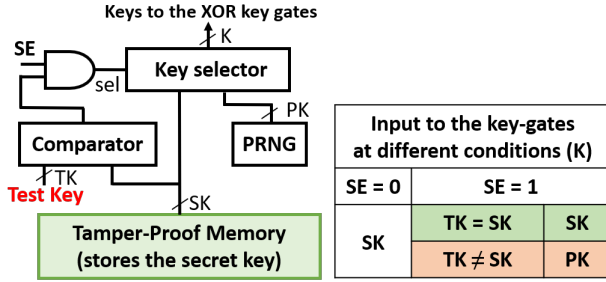 Keys to the XOR key gates
K
SE
Key selector
sel
PK
Comparator
PRNG
TK
Test Key
SK
Tamper-Proof Memory
(stores the secret key)
Input to the key-gates
at different conditions (K)
SE = 0 SE = 1
SK
TK = SK SK
TK ≠ SK PK